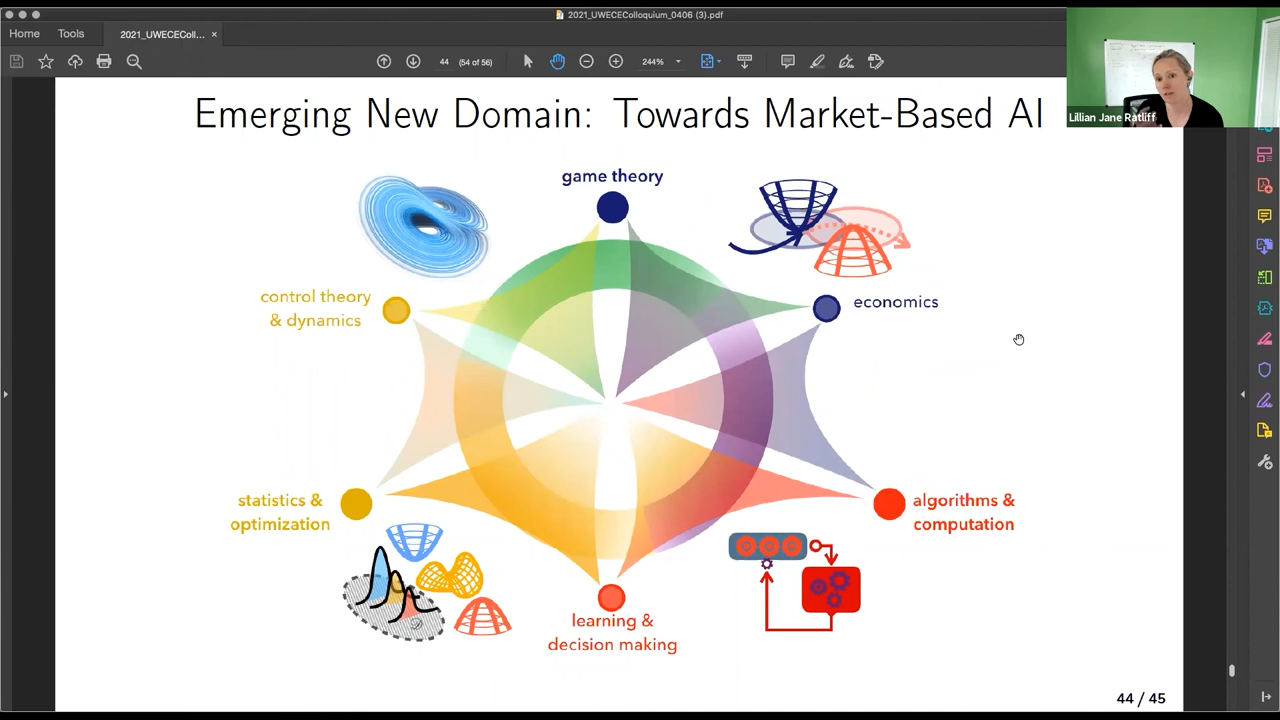 2021_UWECEColloquium_0406 (3).pdf
Home
Tools
2021_UWECEColl...
44
(54 of 56)
244%
Lillian Jane Ratliff
Emerging New Domain: Towards Market-Based AI
game theory
control theory
& dynamics
economics
statistics &
optimization
algorithms &
computation
learning &
decision making
44 / 45